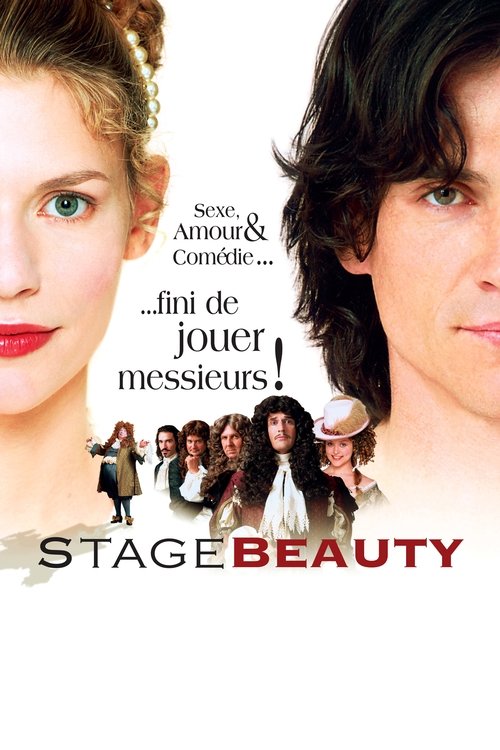 Sexe,
Amour &
Comédie...
...fini de
jouer
messieurs !
STAGEBEAUTY